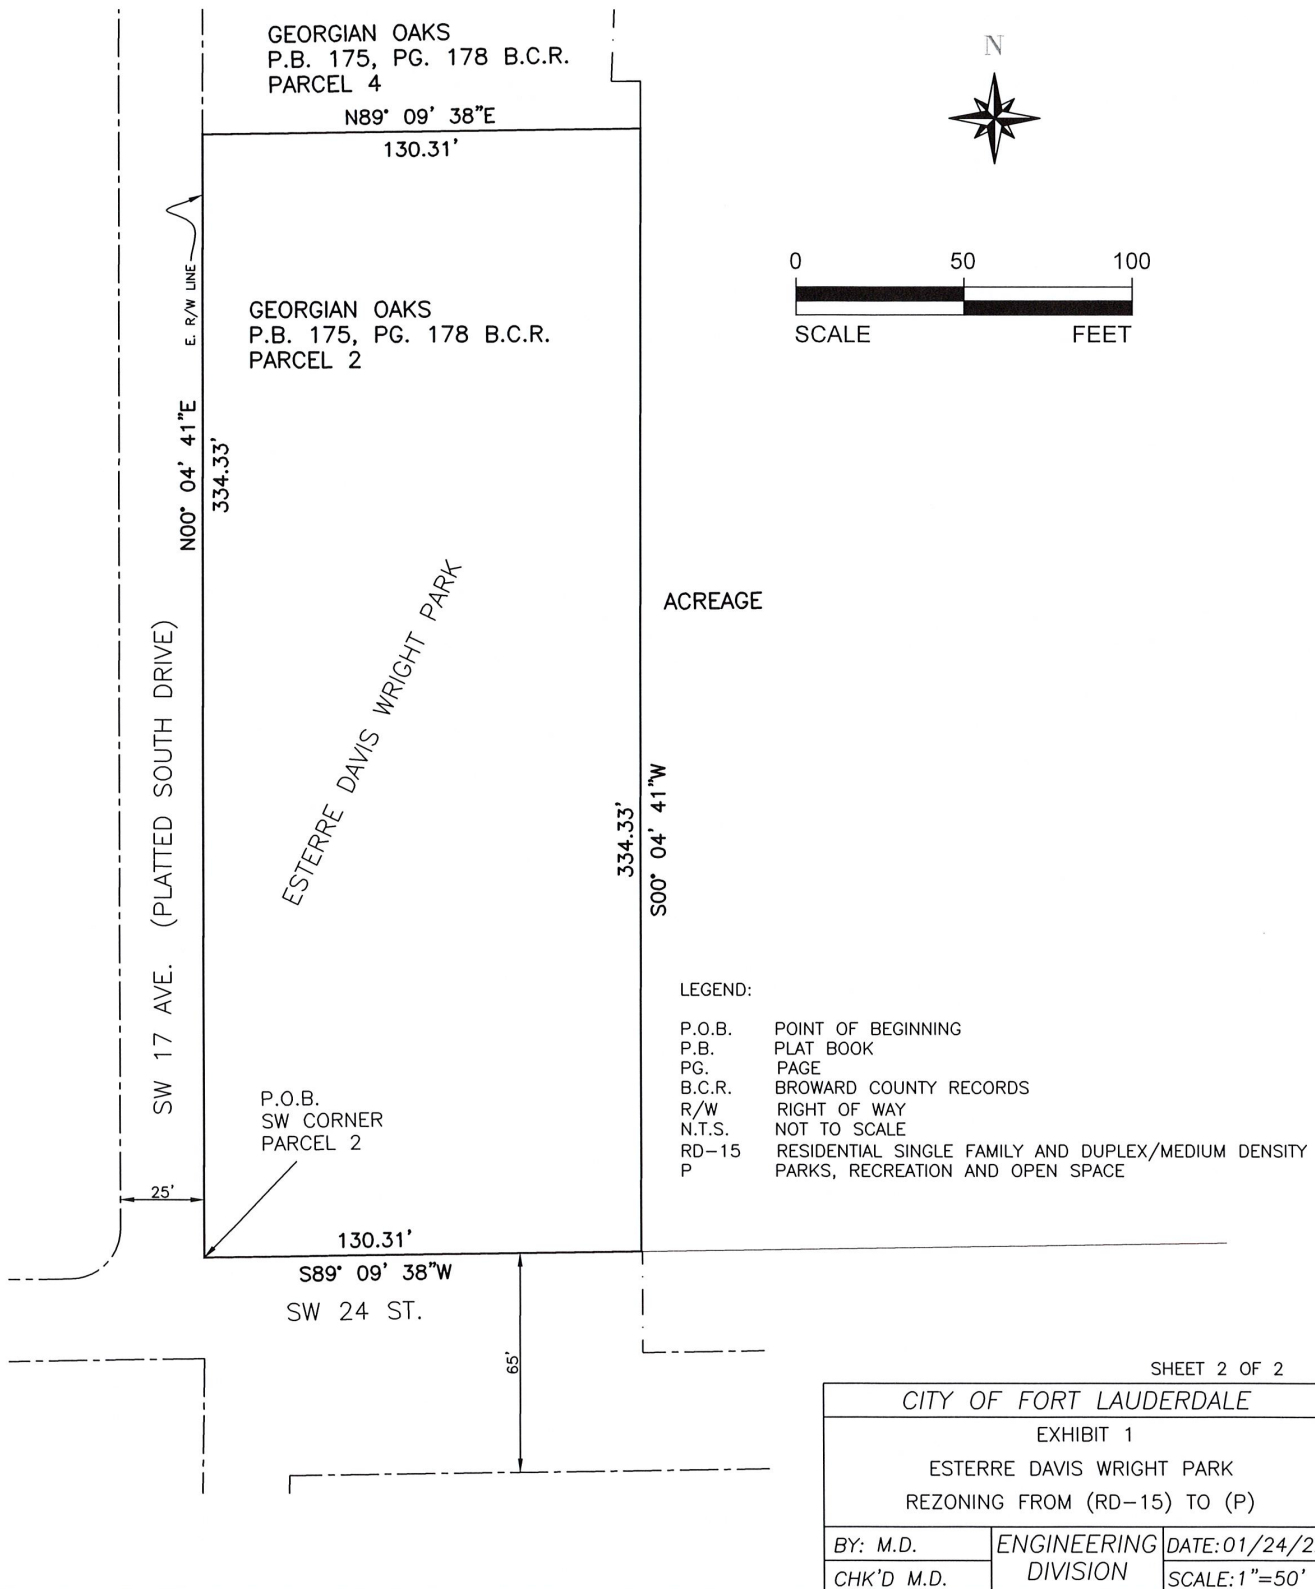 GEORGIAN OAKS
P.B. 175, PG. 178 B.C.R.
PARCEL 4
N89° 09' 38"E
130.31'
N
0 50 100
SCALE FEET
E. R/W LINE
GEORGIAN OAKS
P.B. 175, PG. 178 B.C.R.
PARCEL 2
N00° 04' 41"E
334.33'
ESTERRE DAVIS WRIGHT PARK
ACREAGE
SW 17 AVE. (PLATTED SOUTH DRIVE)
334.33'
S00° 04' 41"W
LEGEND:
P.O.B. POINT OF BEGINNING
P.B. PLAT BOOK
PG. PAGE
B.C.R. BROWARD COUNTY RECORDS
R/W RIGHT OF WAY
N.T.S. NOT TO SCALE
RD-15 RESIDENTIAL SINGLE FAMILY AND DUPLEX/MEDIUM DENSITY
P PARKS, RECREATION AND OPEN SPACE
P.O.B.
SW CORNER
PARCEL 2
25'
130.31'
S89° 09' 38"W
SW 24 ST.
65'
SHEET 2 OF 2
CITY OF FORT LAUDERDALE
EXHIBIT 1
ESTERRE DAVIS WRIGHT PARK
REZONING FROM (RD-15) TO (P)
BY: M.D.
CHK'D M.D.
ENGINEERING
DIVISION
DATE: 01/24/2
SCALE: 1"=50'